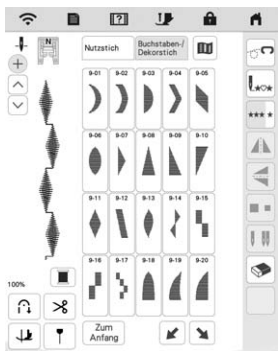 N
Nutzstich
Buchstaben-/
Dekorstich
9-01 9-02 9-03 9-04 9-05
9-06 9-07 9-08 9-09 9-10
9-11 9-12 9-13 9-14 9-15
9-16 9-17 9-18 9-19 9-20
100%
Zum
Anfang